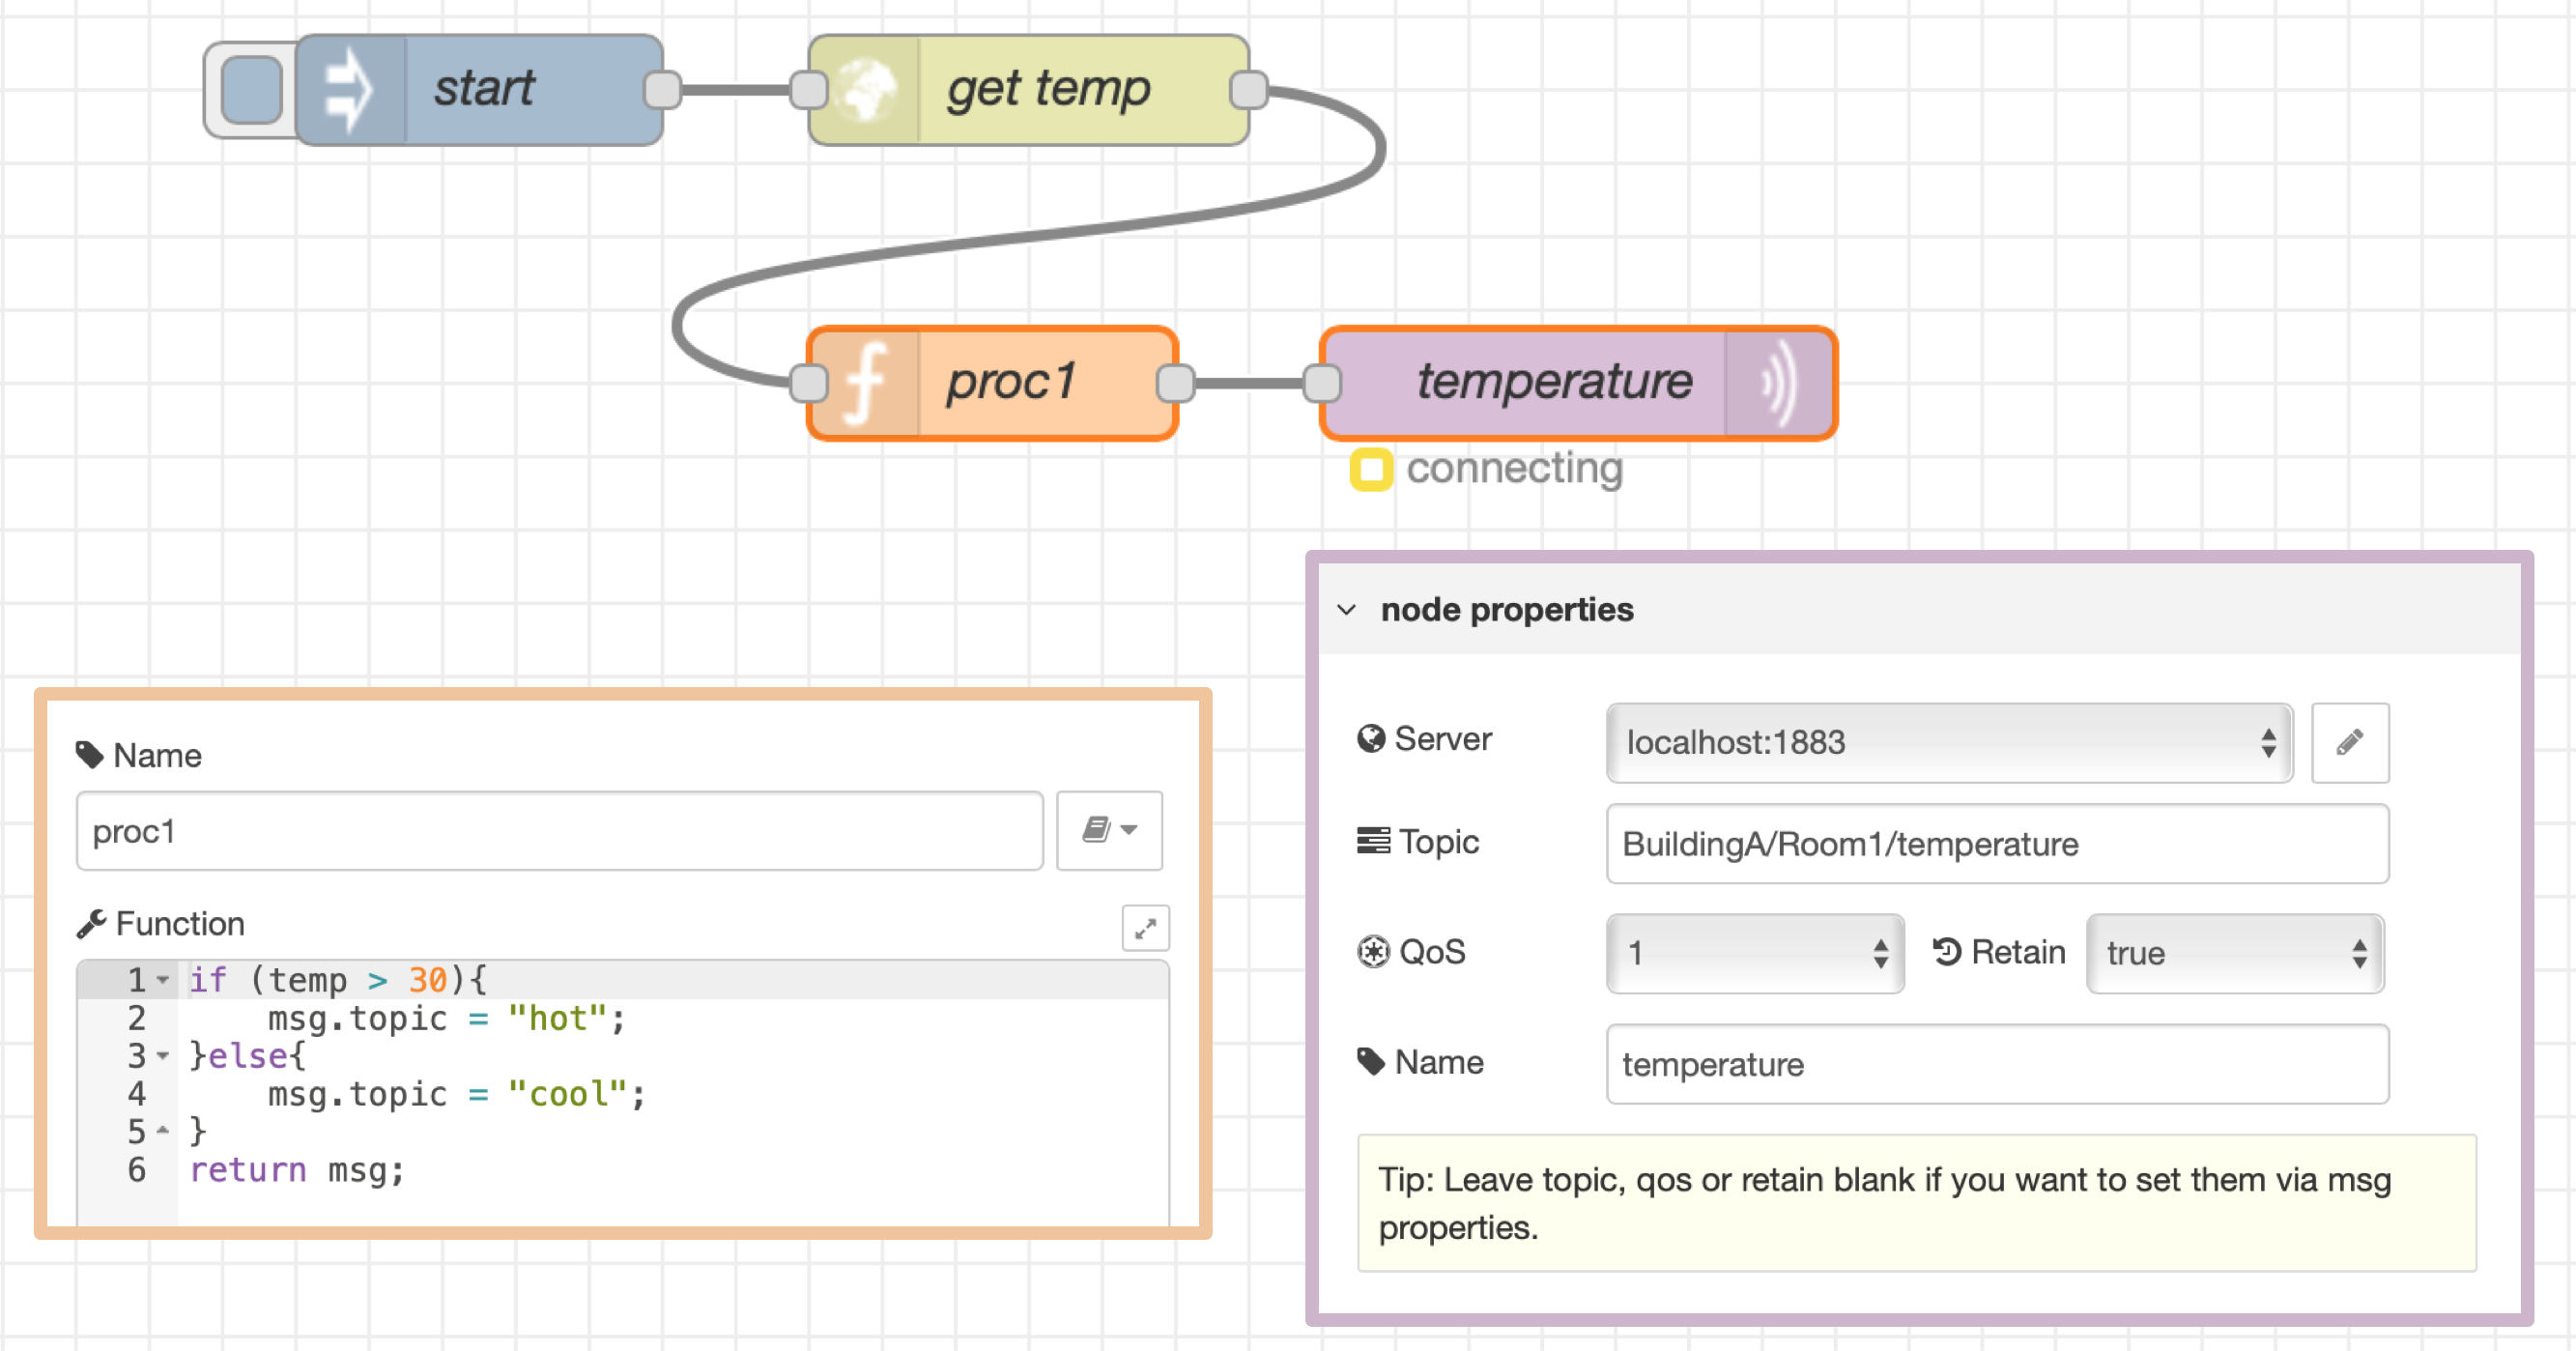 start
get temp
proc1
temperature
connecting
Name
proc1
Function
1 if (temp > 30){
2     msg.topic = "hot";
3 }else{
4     msg.topic = "cool";
5 }
6 return msg;
node properties
Server localhost:1883
Topic BuildingA/Room1/temperature
QoS 1 Retain true
Name temperature
Tip: Leave topic, qos or retain blank if you want to set them via msg
properties.